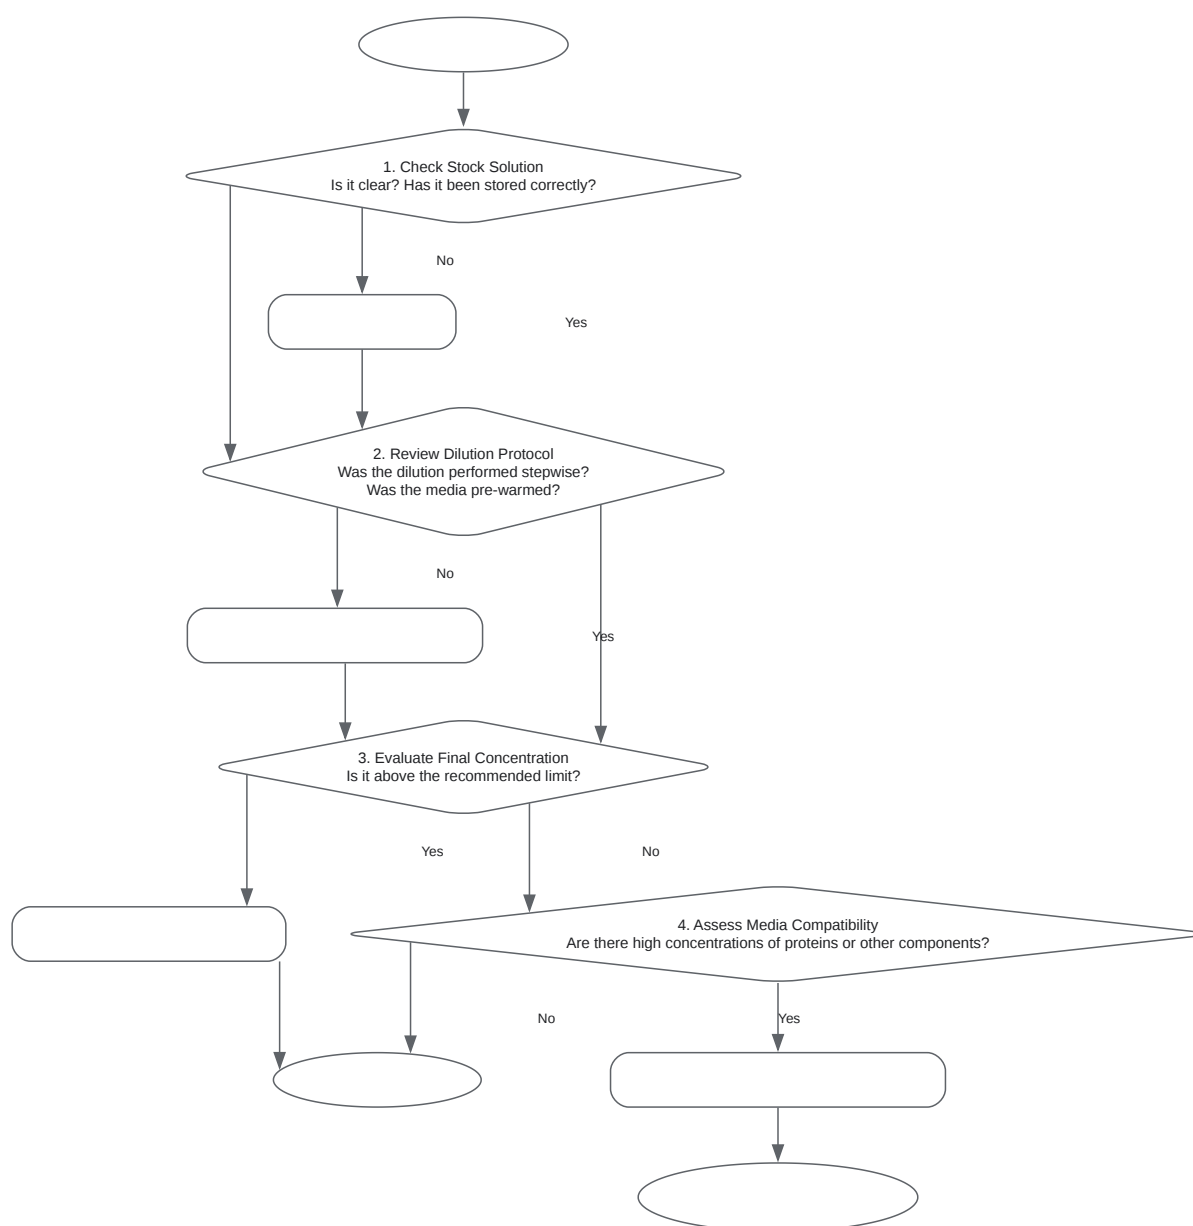 1. Check Stock Solution
Is it clear? Has it been stored correctly?
No
Yes
2. Review Dilution Protocol
Was the dilution performed stepwise?
Was the media pre-warmed?
No
Yes
3. Evaluate Final Concentration
Is it above the recommended limit?
Yes
No
4. Assess Media Compatibility
Are there high concentrations of proteins or other components?
No
Yes